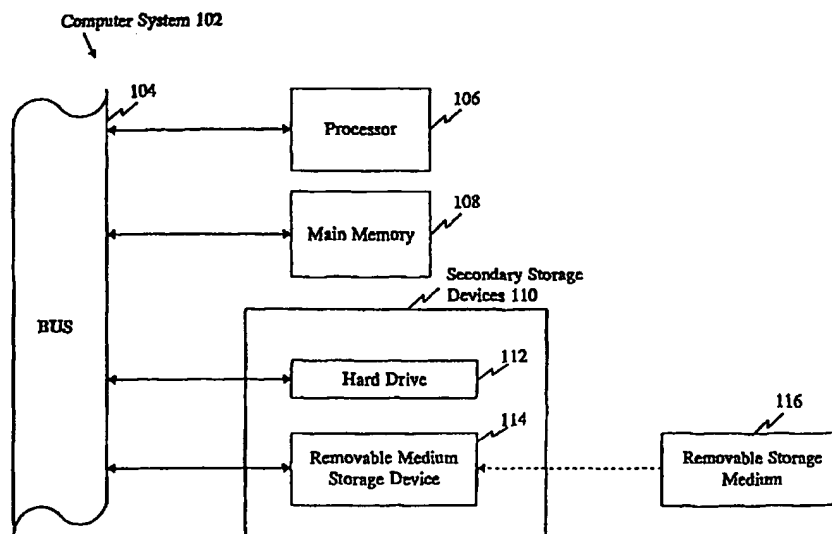 Computer System 102
104
106
Processor
108
Main Memory
Secondary Storage
Devices 110
BUS
112
Hard Drive
114
116
Removable Medium
Storage Device
Removable Storage
Medium